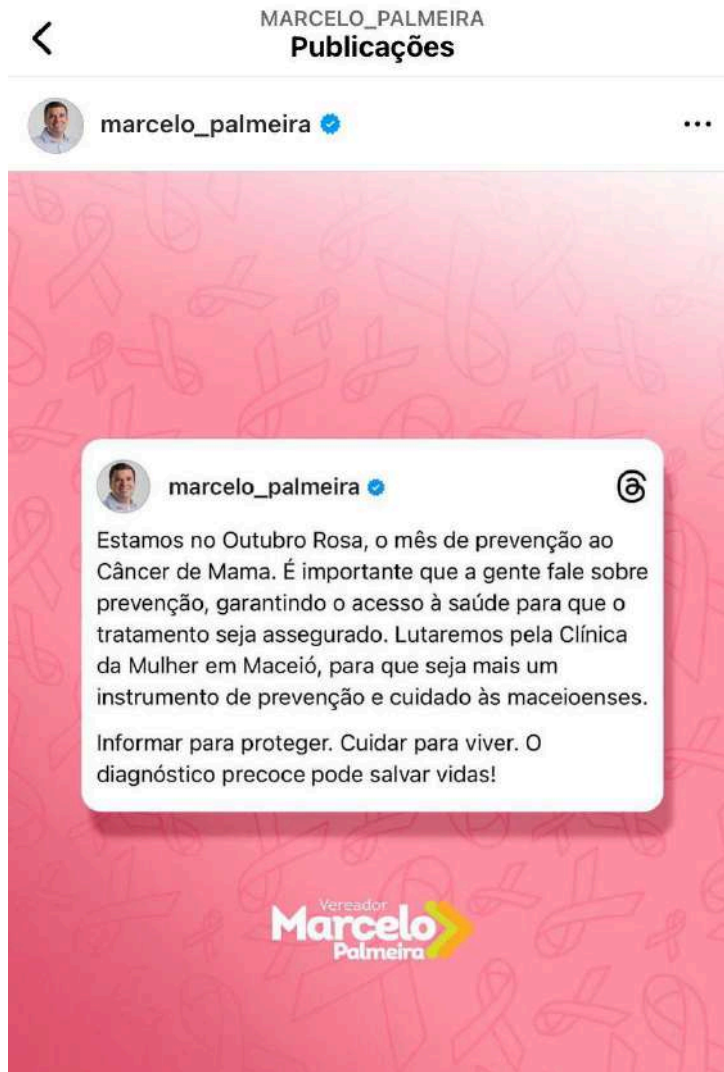 MARCELO_PALMEIRA
Publicações
marcelo_palmeira
marcelo_palmeira
Estamos no Outubro Rosa, o mês de prevenção ao
Câncer de Mama. É importante que a gente fale sobre
prevenção, garantindo o acesso à saúde para que o
tratamento seja assegurado. Lutaremos pela Clínica
da Mulher em Maceió, para que seja mais um
instrumento de prevenção e cuidado às maceioenses.
Informar para proteger. Cuidar para viver. O
diagnóstico precoce pode salvar vidas!
Vereador
Marcelo
Palmeira